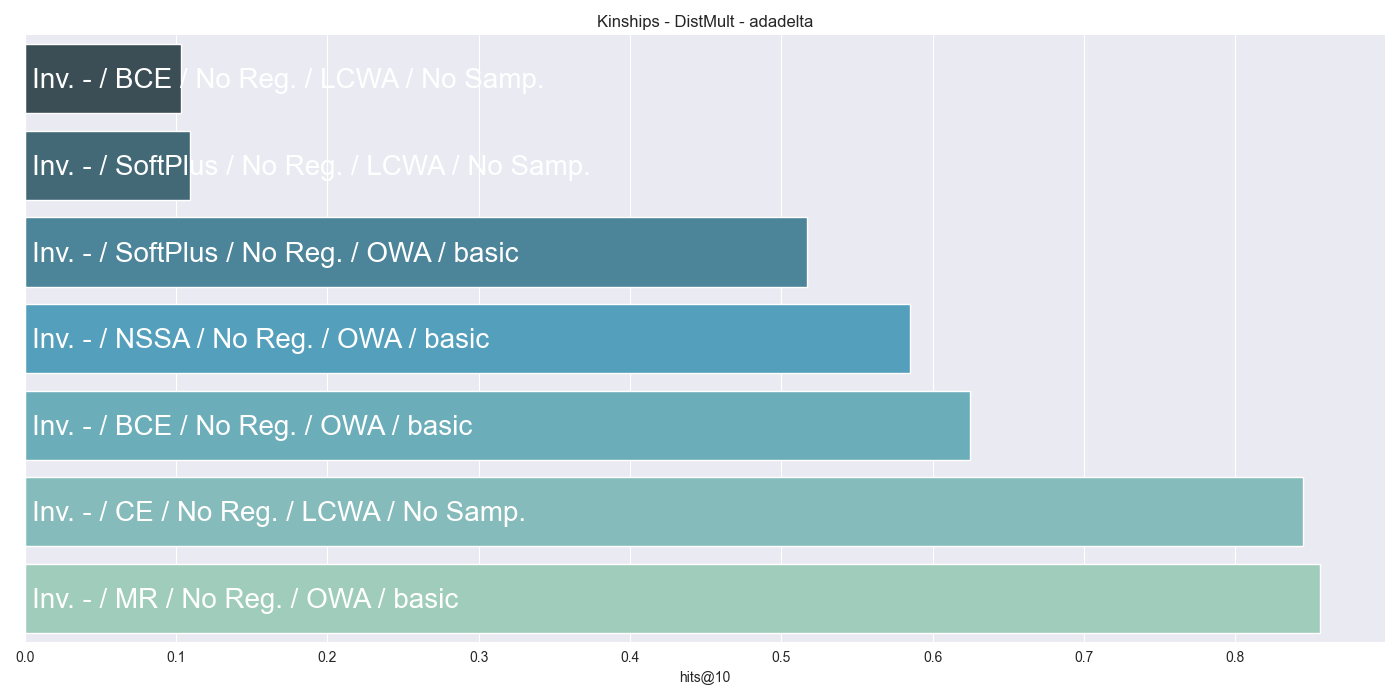 Kinships - DistMult - adadelta
Inv. - / BCE / No Reg. / LCWA / No Samp.
Inv. - / SoftPlus / No Reg. / LCWA / No Samp.
Inv. - / SoftPlus / No Reg. / OWA / basic
Inv. - / NSSA / No Reg. / OWA / basic
Inv. - / BCE / No Reg. / OWA / basic
Inv. - / CE / No Reg. / LCWA / No Samp.
Inv. - / MR / No Reg. / OWA / basic
0.0 0.1 0.2 0.3 0.4 0.5 0.6 0.7 0.8
hits@10